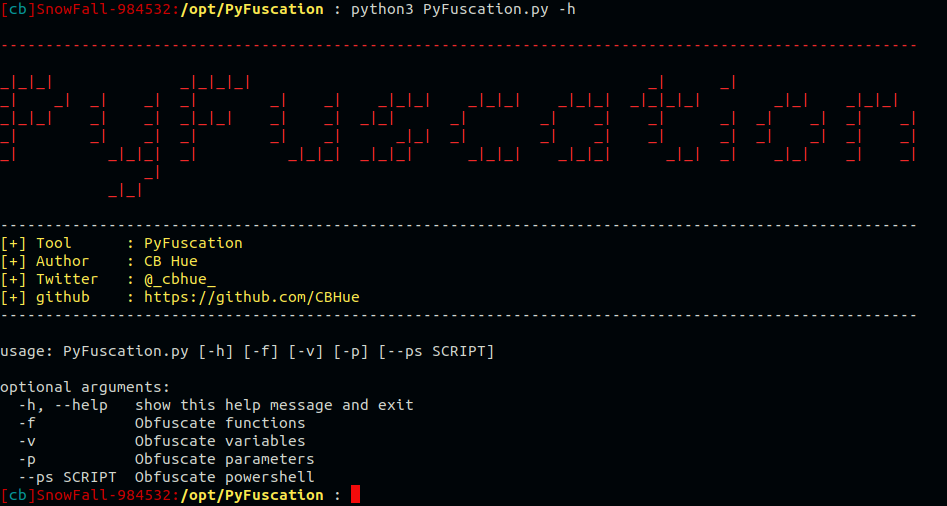 [cb]SnowFall-984532:/opt/PyFuscation : python3 PyFuscation.py -h
---------------------------------------------------------------------------------------------------
PyFuscation
---------------------------------------------------------------------------------------------------
[+] Tool      : PyFuscation
[+] Author    : CB Hue
[+] Twitter   : @_cbhue_
[+] github    : https://github.com/CBHue
---------------------------------------------------------------------------------------------------
usage: PyFuscation.py [-h] [-f] [-v] [-p] [--ps SCRIPT]
optional arguments:
  -h, --help   show this help message and exit
  -f           Obfuscate functions
  -v           Obfuscate variables
  -p           Obfuscate parameters
  --ps SCRIPT  Obfuscate powershell
[cb]SnowFall-984532:/opt/PyFuscation :